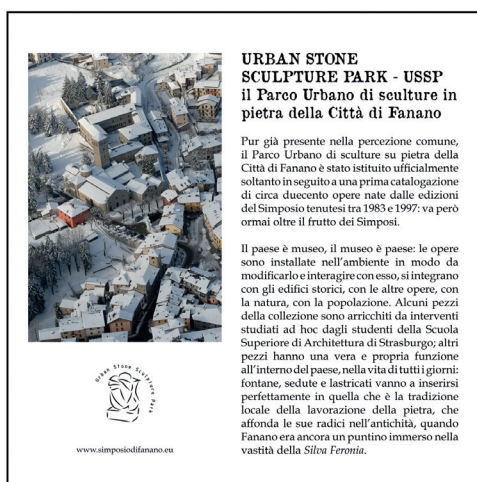 URBAN STONE
SCULPTURE PARK - USSP
il Parco Urbano di sculture in
pietra della Città di Fanano
Pur già presente nella percezione comune,
il Parco Urbano di sculture su pietra della
Città di Fanano è stato istituito ufficialmente
soltanto in seguito a una prima catalogazione
di circa duecento opere nate dalle edizioni
del Simposio tenutesi tra 1983 e 1997: va però
ormai oltre il frutto dei Simposi.
Il paese è museo, il museo è paese: le opere
sono installate nell'ambiente in modo da
modificarlo e interagire con esso, si integrano
con gli edifici storici, con le altre opere, con
la natura, con la popolazione. Alcuni pezzi
della collezione sono arricchiti da interventi
studiati ad hoc dagli studenti della Scuola
Superiore di Architettura di Strasburgo; altri
pezzi hanno una vera e propria funzione
all'interno del paese, nella vita di tutti i giorni:
fontane, sedute e lastricati vanno a inserirsi
perfettamente in quella che è la tradizione
locale della lavorazione della pietra, che
affonda le sue radici nell'antichità, quando
Fanano era ancora un puntino immerso nella
vastità della Silva Feronia.
Urban Stone Sculpture Park
www.simposiodifanano.eu